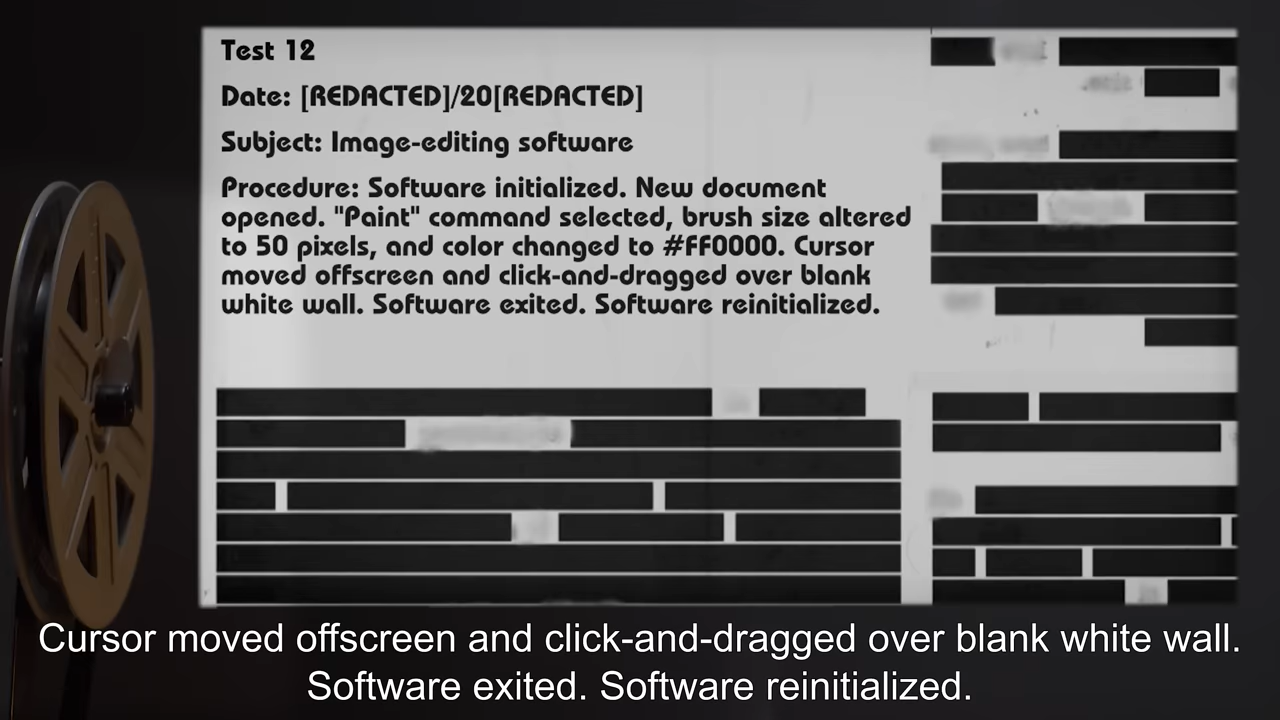 Test 12
Date: [REDACTED]/20[REDACTED]
Subject: Image-editing software
Procedure: Software initialized. New document
opened. "Paint" command selected, brush size altered
to 50 pixels, and color changed to #FF0000. Cursor
moved offscreen and click-and-dragged over blank
white wall. Software exited. Software reinitialized.
Cursor moved offscreen and click-and-dragged over blank white wall.
Software exited. Software reinitialized.